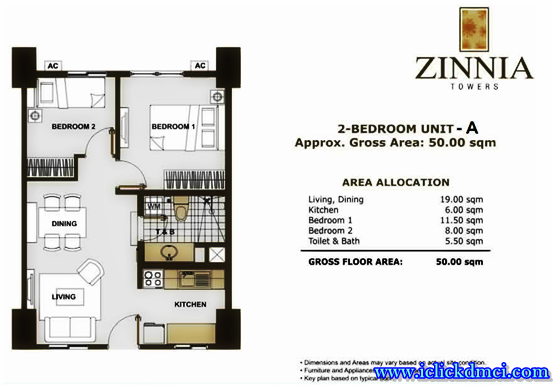 AC
AC
BEDROOM 2
BEDROOM 1
DINING
WM
T & B
LIVING
KITCHEN
ZINNIA
TOWERS
2-BEDROOM UNIT - A
Approx. Gross Area: 50.00 sqm
AREA ALLOCATION
Living, Dining 19.00 sqm
Kitchen 6.00 sqm
Bedroom 1 11.50 sqm
Bedroom 2 8.00 sqm
Toilet & Bath 5.50 sqm
GROSS FLOOR AREA: 50.00 sqm
• Dimensions and Areas may vary based on actual site condition.
• Furniture and Appliances
• Key plan based on typical
www.iclickdmci.com